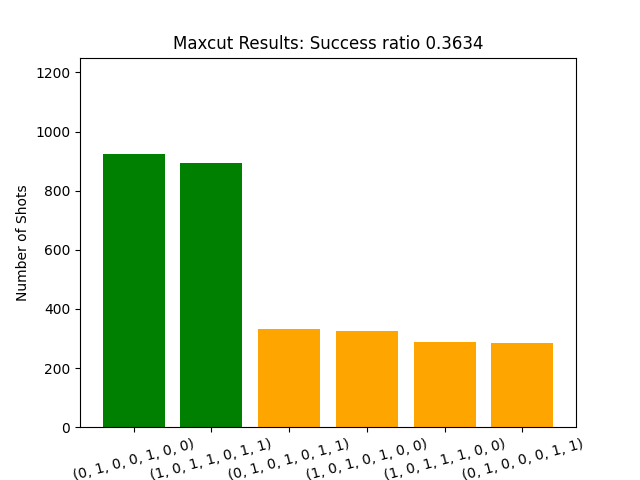 Maxcut Results: Success ratio 0.3634
Number of Shots
1200
1000
800
600
400
200
0
(0, 1, 0, 0, 1, 0, 0)
(1, 0, 1, 1, 0, 1, 1)
(0, 1, 0, 1, 0, 1, 1)
(1, 0, 1, 0, 1, 0, 0)
(1, 0, 1, 1, 1, 0, 0)
(0, 1, 0, 0, 0, 1, 1)